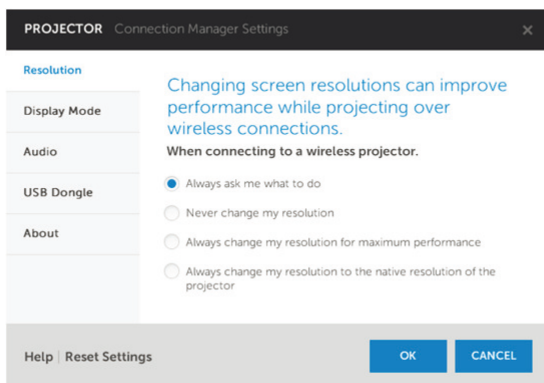 PROJECTOR Connection Manager Settings
Resolution
Display Mode
Audio
USB Dongle
About
Changing screen resolutions can improve
performance while projecting over
wireless connections.
When connecting to a wireless projector.
Always ask me what to do
Never change my resolution
Always change my resolution for maximum performance
Always change my resolution to the native resolution of the
projector
Help | Reset Settings
OK
CANCEL